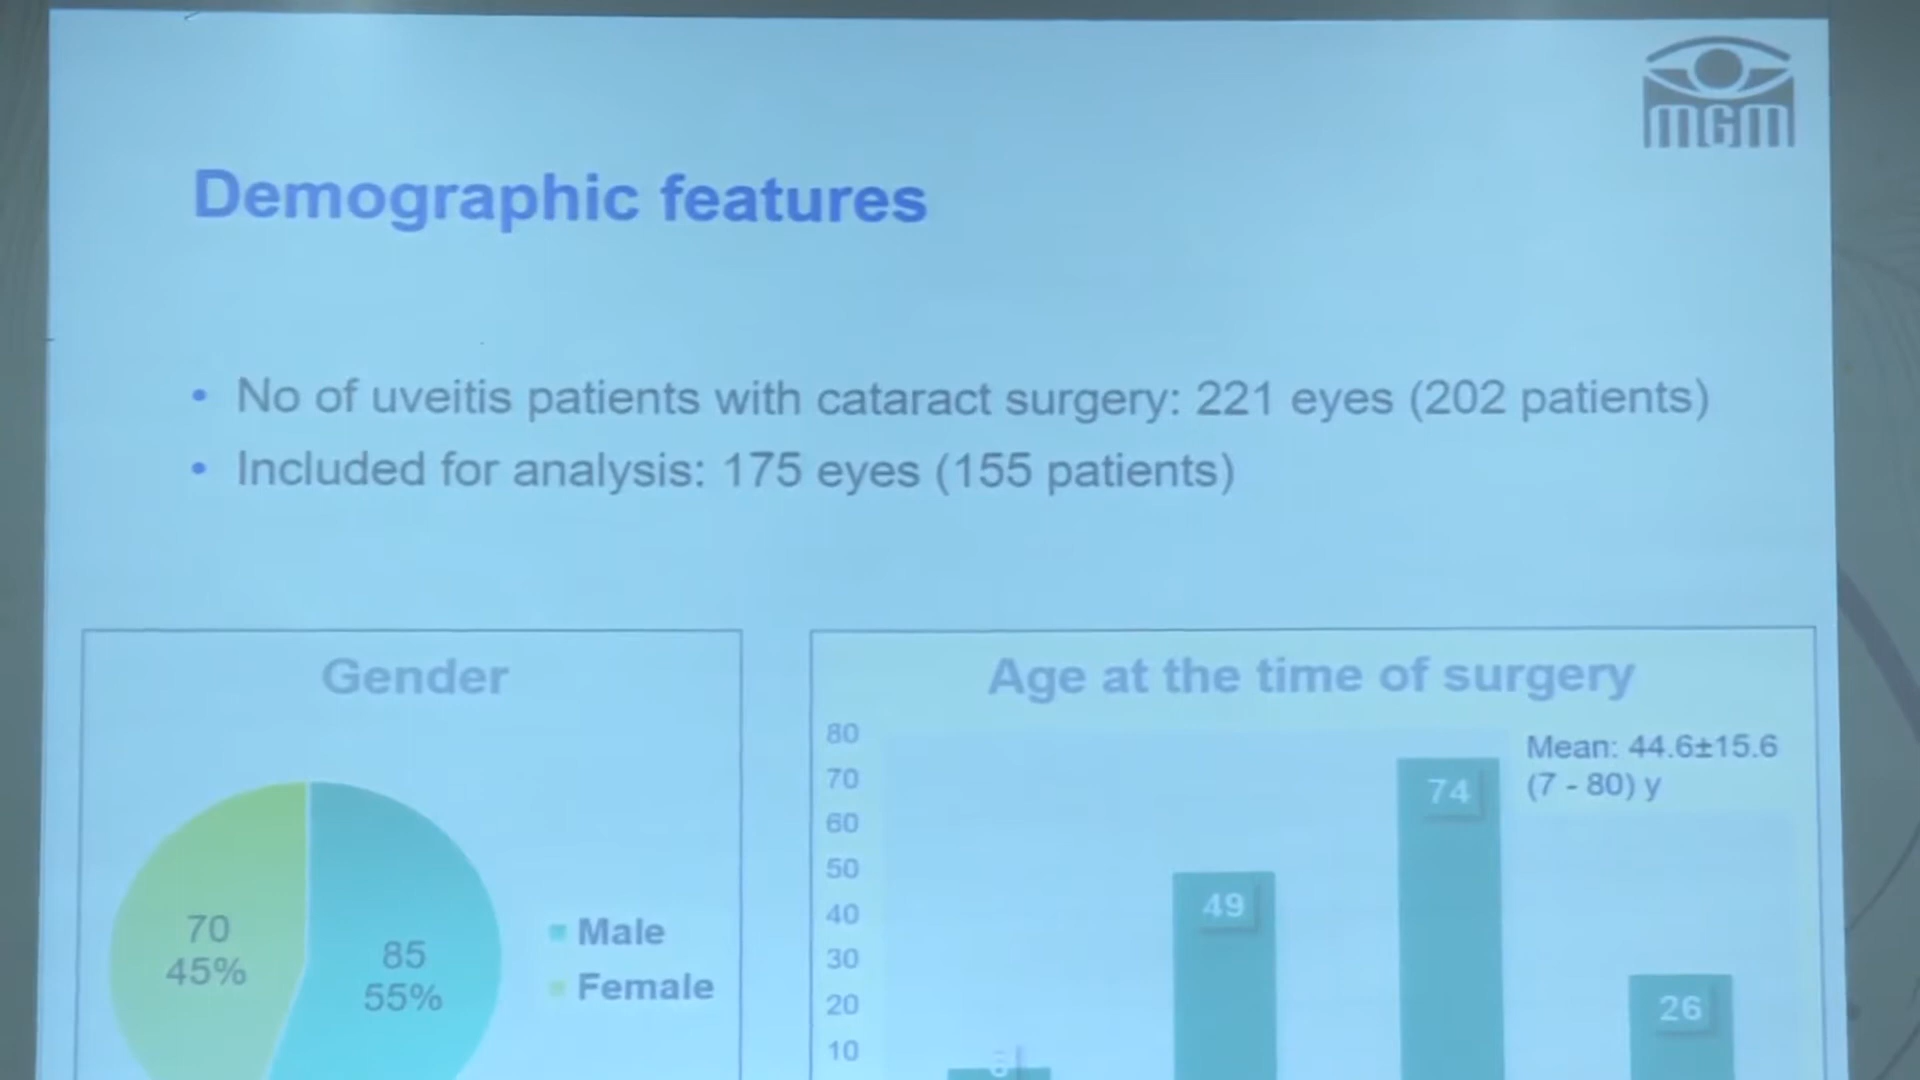 MGM
Demographic features
• No of uveitis patients with cataract surgery: 221 eyes (202 patients)
• Included for analysis: 175 eyes (155 patients)
Gender
70
45%
85
55%
Male
Female
Age at the time of surgery
80
70
60
50
40
30
20
10
Mean: 44.6±15.6
(7 - 80) y
49
74
26